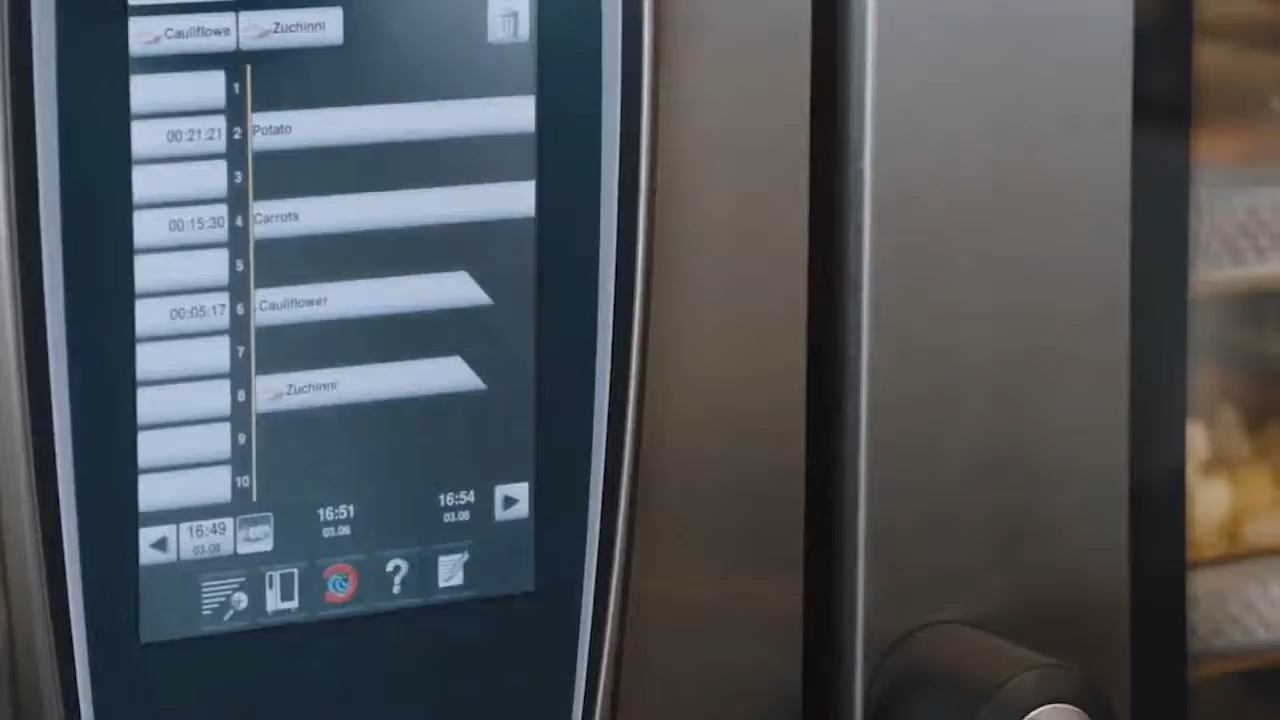 Cauliflowe Zuchinni
1
00:21:21 2 Potato
3
00:15:30 4 Carrots
5
00:05:17 6 Cauliflower
7
8 Zuchinni
9
10
16:49 16:51 16:54
03.08 03.08 03.08
?